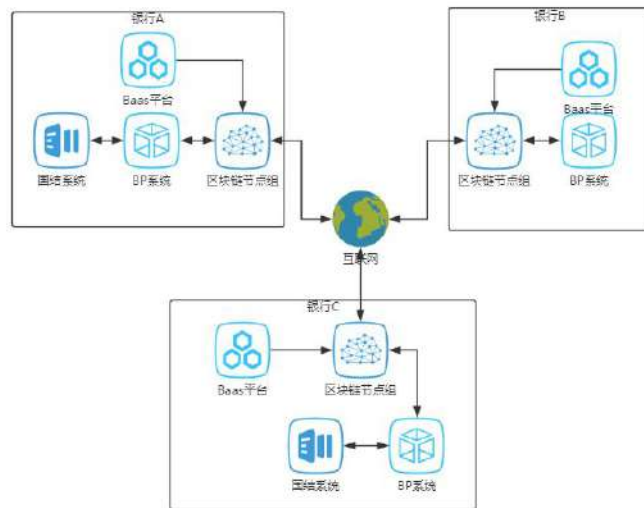 银行A
银行B
Baas平台
Baas平台
国结系统
BP系统
区块链节点组
区块链节点组
BP系统
互联网
银行C
Baas平台
区块链节点组
国结系统
BP系统